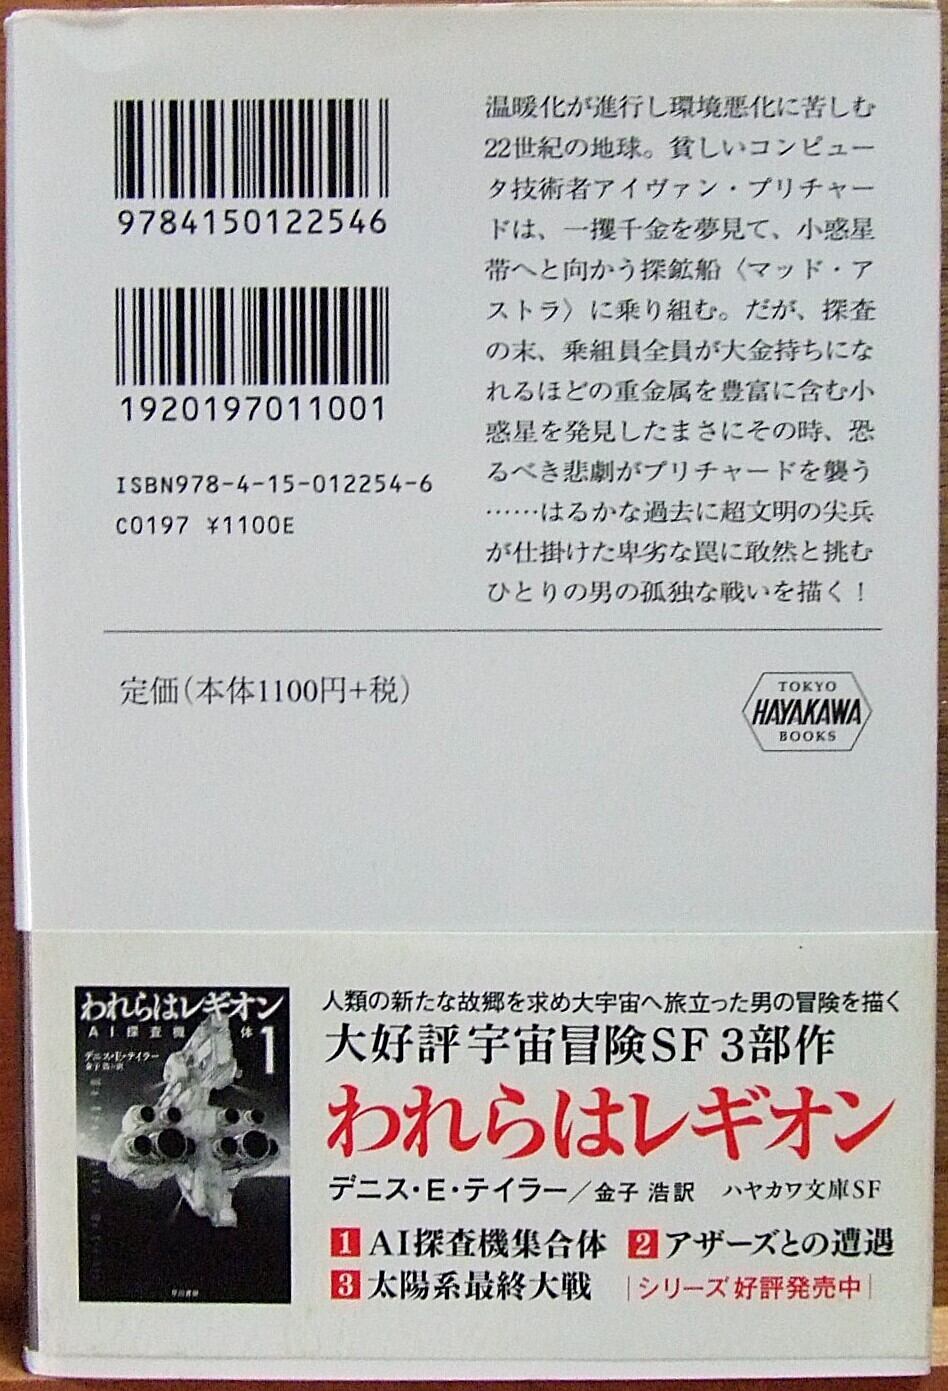 9784150122546
1920197011001
ISBN978-4-15-012254-6
C0197 ¥1100E
温暖化が進行し環境悪化に苦しむ
22世紀の地球。貧しいコンピュー
タ技術者アイヴァン・プリチャー
ドは、一攫千金を夢見て、小惑星
帯へと向かう探鉱船〈マッド・ア
ストラ〉に乗り組む。だが、探査
の末、乗組員全員が大金持ちにな
れるほどの重金属を豊富に含む小
惑星を発見したまさにその時、恐
るべき悲劇がプリチャードを襲う
……はるかな過去に超文明の尖兵
が仕掛けた卑劣な罠に敢然と挑む
ひとりの男の孤独な戦いを描く！
定価(本体1100円+税)
TOKYO
HAYAKAWA
BOOKS
われらはレギオン
AI探査機 体
1
デニス・E・テイラー
金子浩訳
早川書房
人類の新たな故郷を求め大宇宙へ旅立った男の冒険を描く
大好評宇宙冒険SF3部作
われらはレギオン
デニス・E・テイラー／金子 浩訳 ハヤカワ文庫SF
1 AI探査機集合体 2 アザーズとの遭遇
3 太陽系最終大戦 |シリーズ好評発売中|